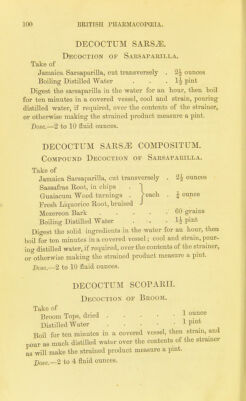 100 BRITISH PHARMACOPŒIA.
DECOCTUM SARSÆ.
Decoction of Sarsaparilla.
Take of
Jamaica Sarsaparilla, cut transversely . 2½ ounces
Boiling Distilled Water . . . 1½ pint
Digest the sarsaparilla in the water for an hour, then boil
for ten minutes in a covered vessel, cool and strain, pouring
distilled water, if required, over the contents of the strainer,
or otherwise making the strained product measure a pint.
Dose.—2 to 10 fluid ounces.
DECOCTUM SARSÆ COMPOSITUM.
Compound Decoction of Sarsaparilla.
Take of
Jamaica Sarsaparilla, cut transversely . 2½ ounces
Sassafras Root, in chips .
Guaiacum Wood turnings . } each . ¼ ounce
Fresh Liquorice Root, bruised
Mezereon Bark . . . . 60 grains
Boiling Distilled Water . . . 1½ pint
Digest the solid ingredients in the water for an hour, then
boil for ten minutes in a covered vessel; cool and strain, pour-
ing distilled water, if required, over the contents of the strainer,
or otherwise making the strained product measure a pint.
Dose.—2 to 10 fluid ounces.
DECOCTUM SCOPARII.
Decoction of Broom.
Take of
Broom Tops, dried . . . . . 1 ounce
Distilled Water . . . . . 1 pint
Boil for ten minutes in a covered vessel, then strain, and
pour as much distilled water over the contents of the strainer
as will make the strained product measure a pint.
Dose.—2 to 4 fluid ounces.